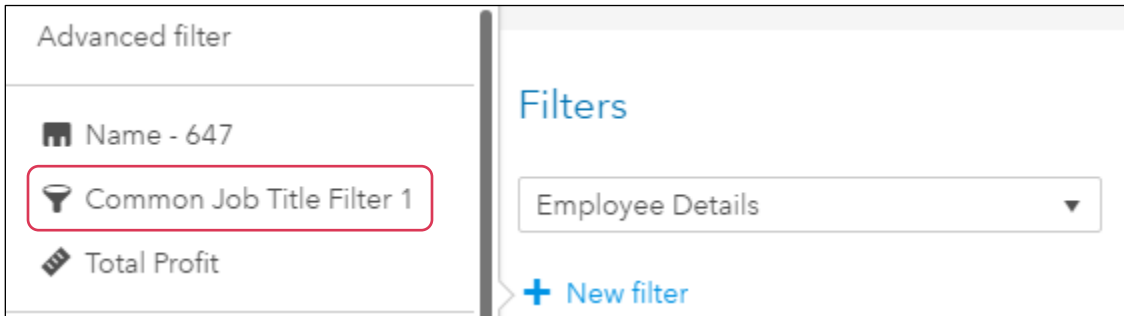 Advanced filter
Name - 647
Common Job Title Filter 1
Total Profit
Filters
Employee Details
New filter